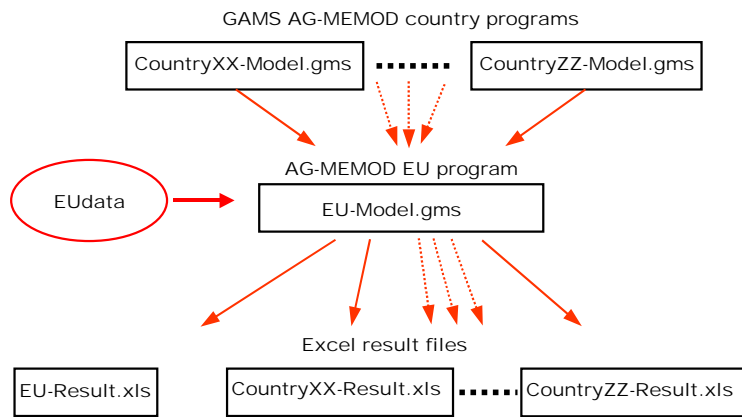 GAMS AG-MEMOD country programs
CountryXX-Model.gms
CountryZZ-Model.gms
AG-MEMOD EU program
EUdata
EU-Model.gms
Excel result files
EU-Result.xls
CountryXX-Result.xls
CountryZZ-Result.xls